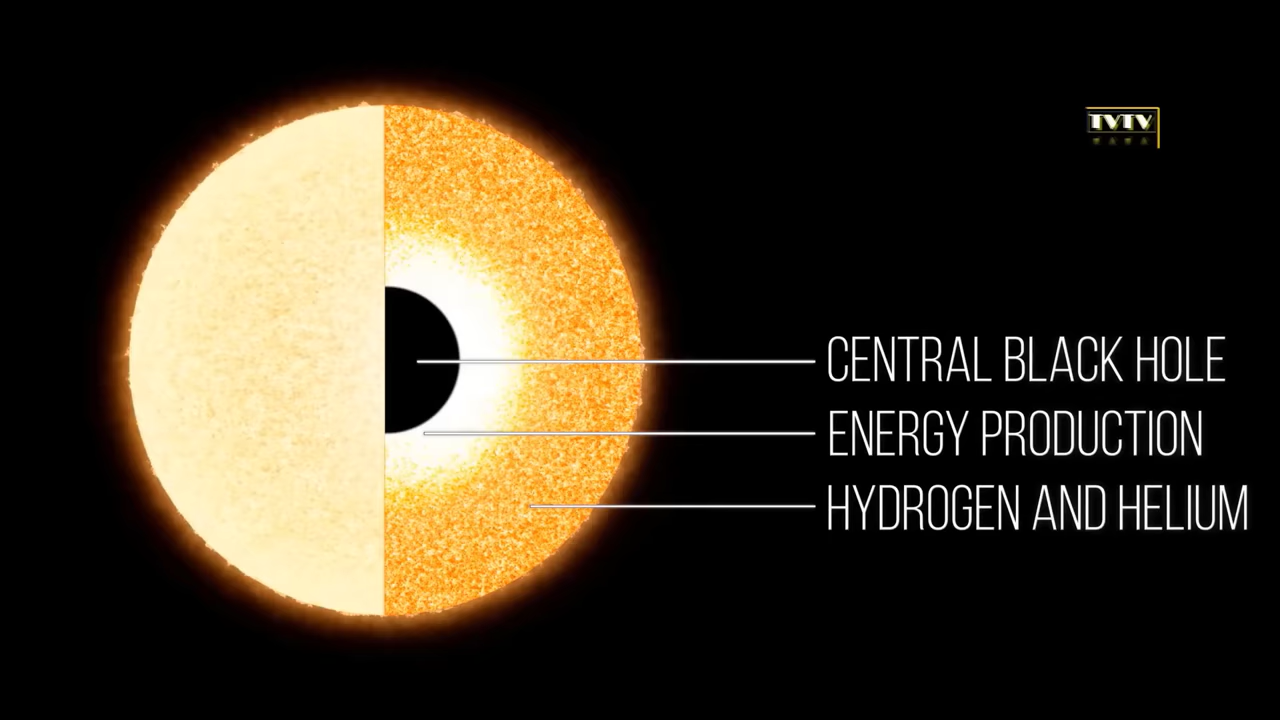 TVTV
CENTRAL BLACK HOLE
ENERGY PRODUCTION
HYDROGEN AND HELIUM